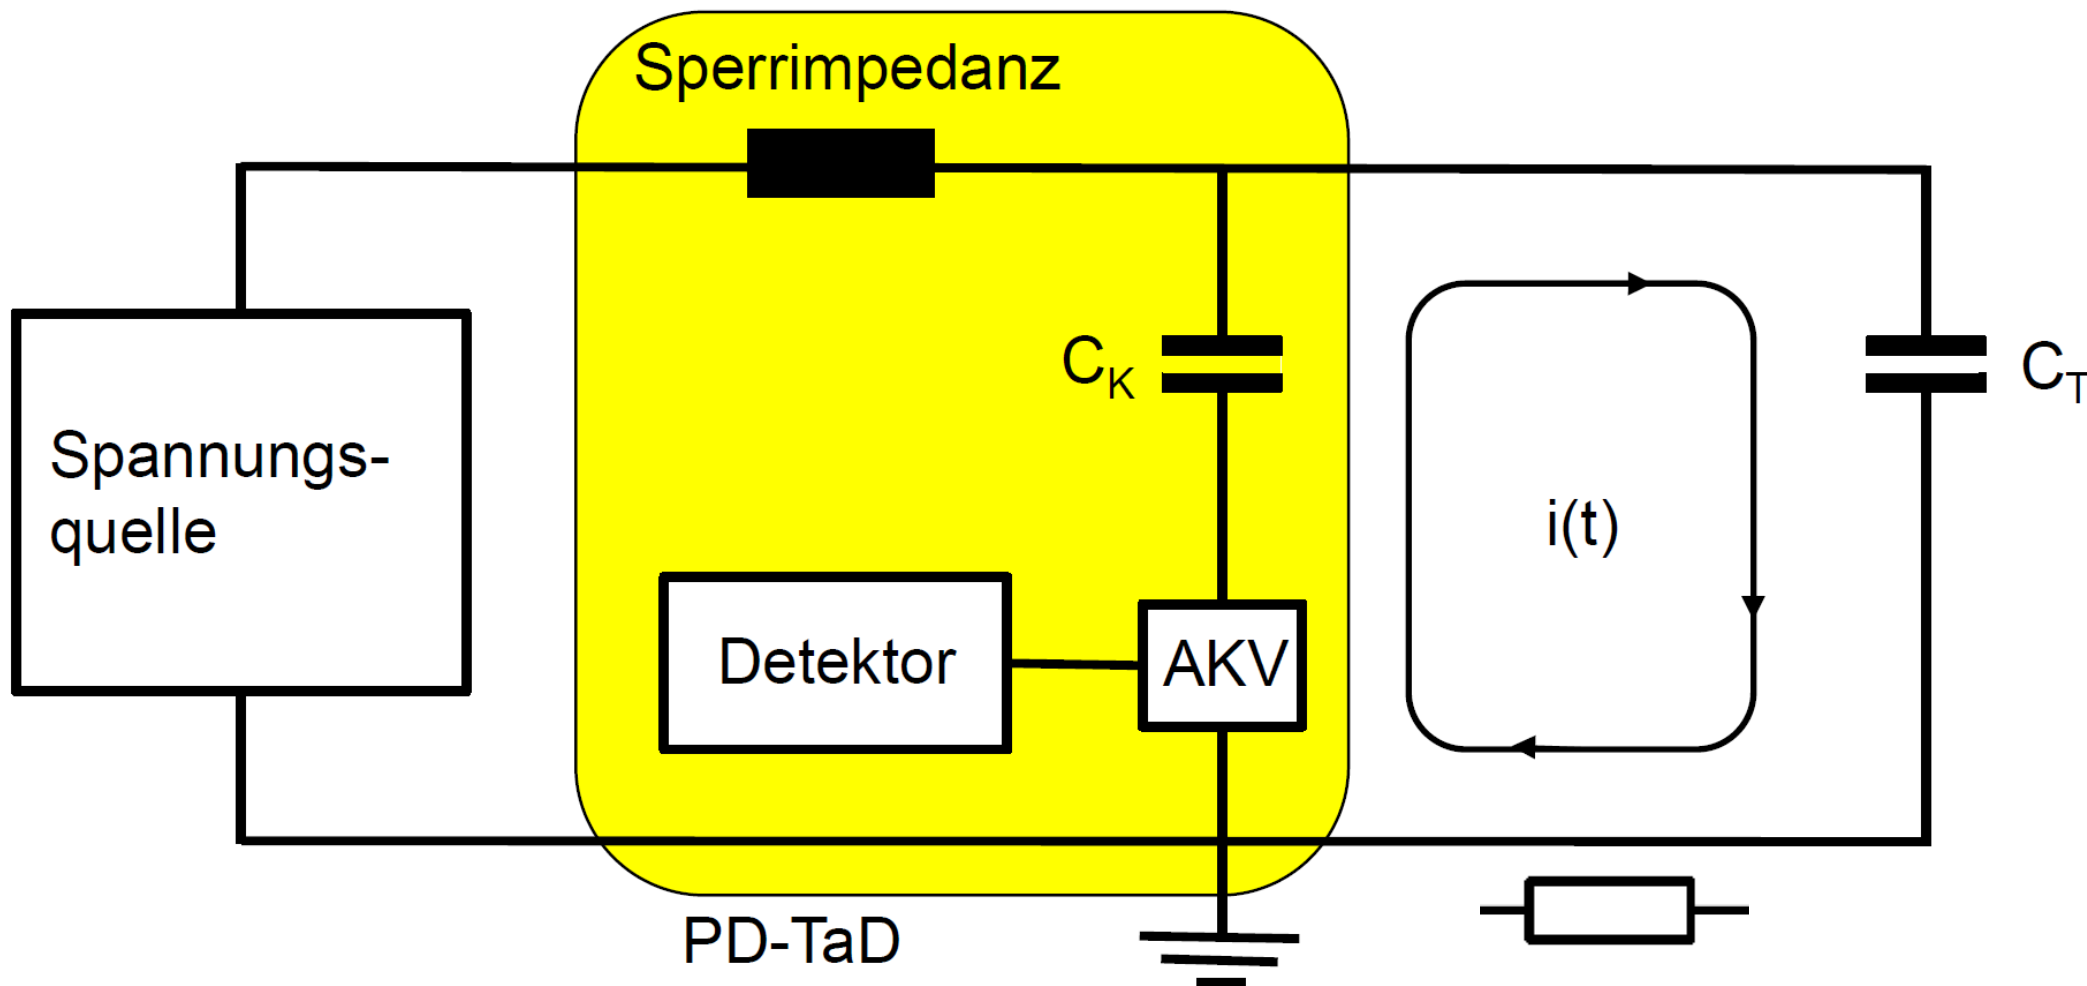 Sperrimpedanz
Spannungs-
quelle
C_K
C_T
i(t)
Detektor
AKV
PD-TaD